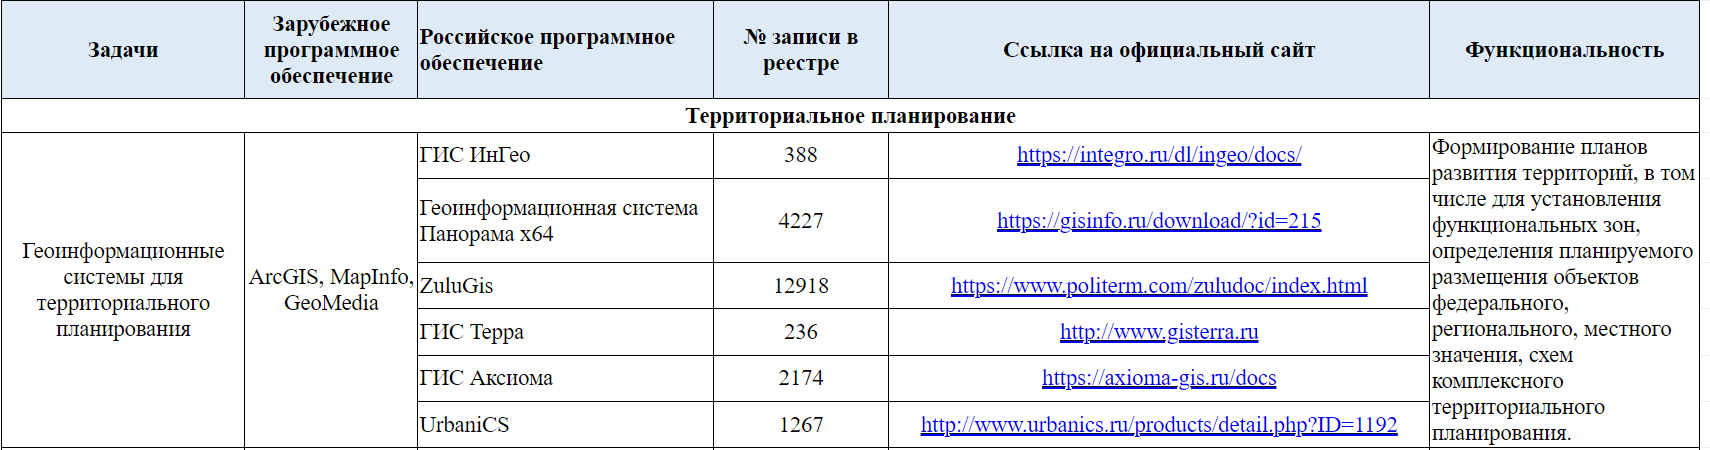 Задачи
Зарубежное
программное
обеспечение
Российское программное
обеспечение
№ записи в
реестре
Ссылка на официальный сайт
Функциональность
Территориальное планирование
Геоинформационные
системы для
территориального
планирования
ArcGIS, MapInfo,
GeoMedia
ГИС ИнГео
388
https://integro.ru/dl/ingeo/docs/
Геоинформационная система
Панорама x64
4227
https://gisinfo.ru/download/?id=215
ZuluGis
12918
https://www.politerm.com/zuludoc/index.html
ГИС Терра
236
http://www.gisterra.ru
ГИС Аксиома
2174
https://axioma-gis.ru/docs
UrbaniCS
1267
http://www.urbanics.ru/products/detail.php?ID=1192
Формирование планов
развития территорий, в том
числе для установления
функциональных зон,
определения планируемого
размещения объектов
федерального,
регионального, местного
значения, схем
комплексного
территориального
планирования.